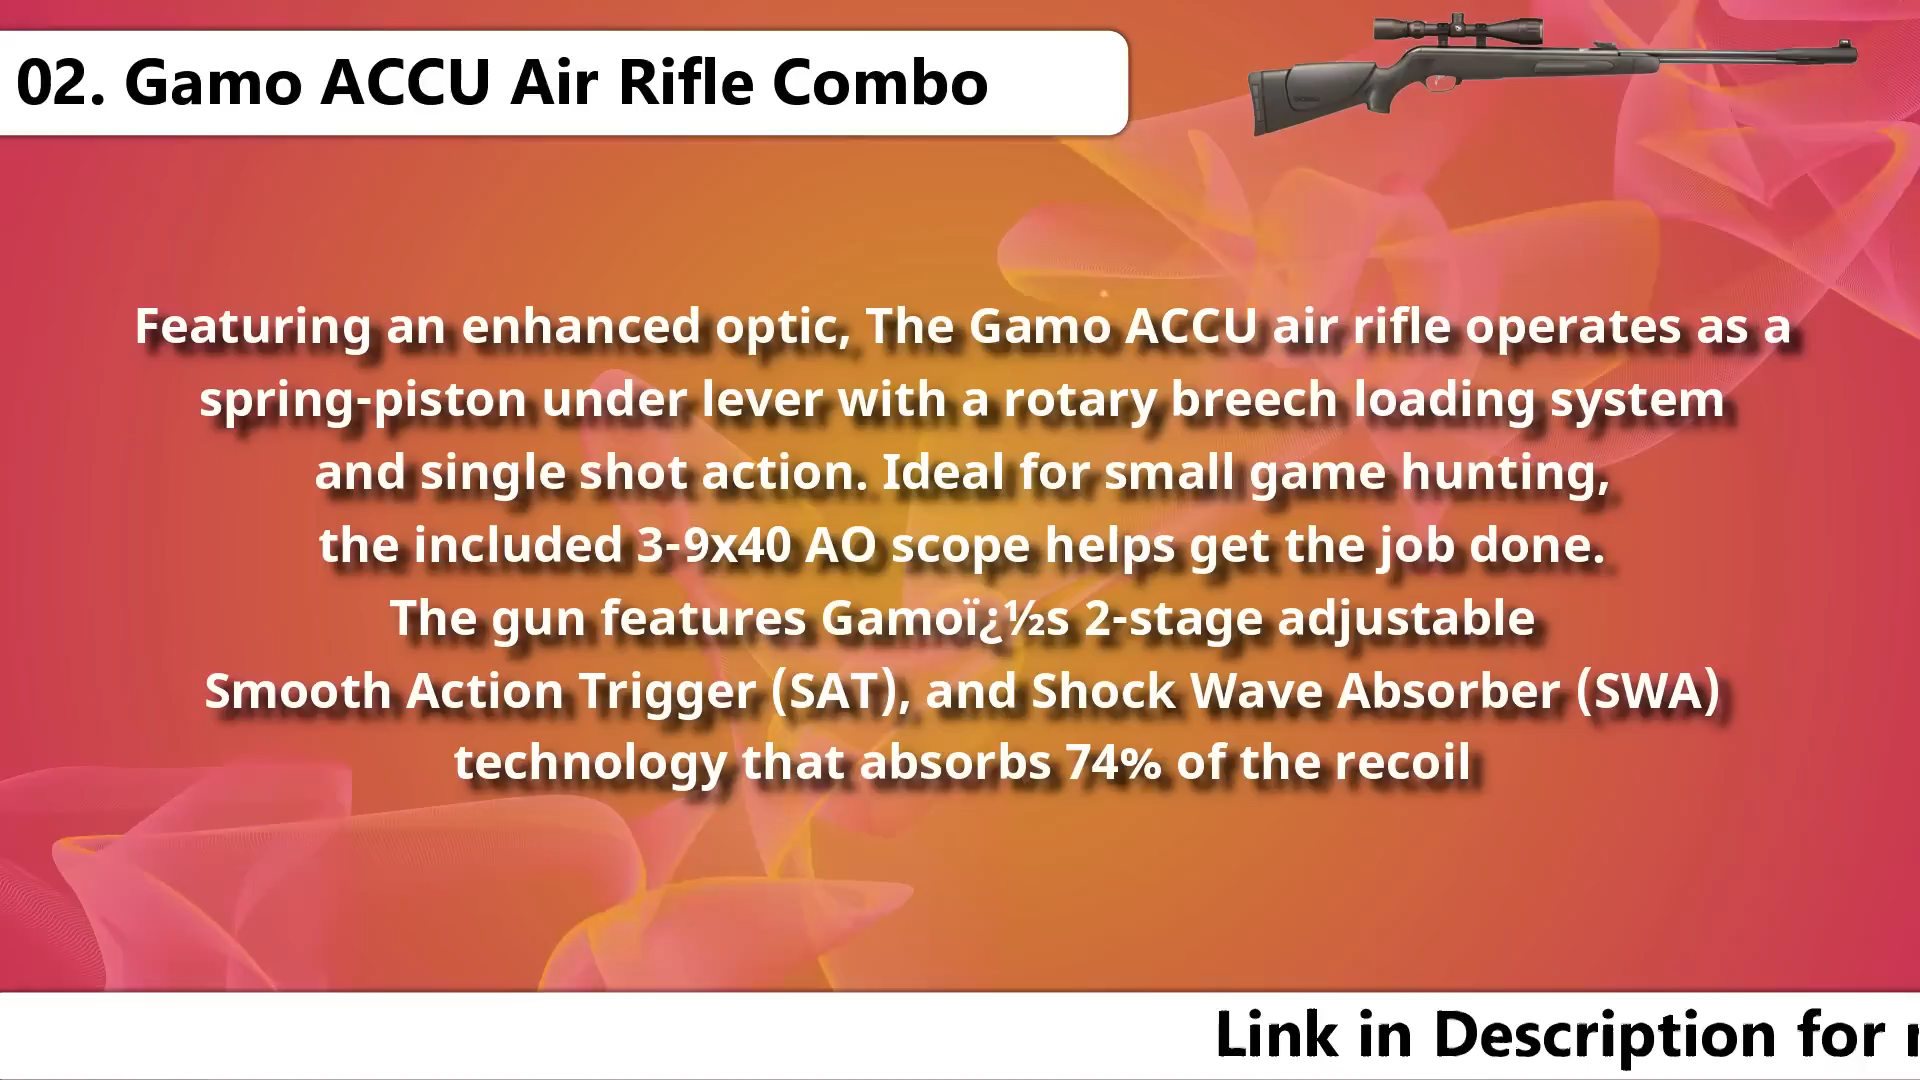 02. Gamo ACCU Air Rifle Combo
Featuring an enhanced optic, The Gamo ACCU air rifle operates as a
spring-piston under lever with a rotary breech loading system
and single shot action. Ideal for small game hunting,
the included 3-9x40 AO scope helps get the job done.
The gun features Gamoï¿½s 2-stage adjustable
Smooth Action Trigger (SAT), and Shock Wave Absorber (SWA)
technology that absorbs 74% of the recoil
Link in Description for